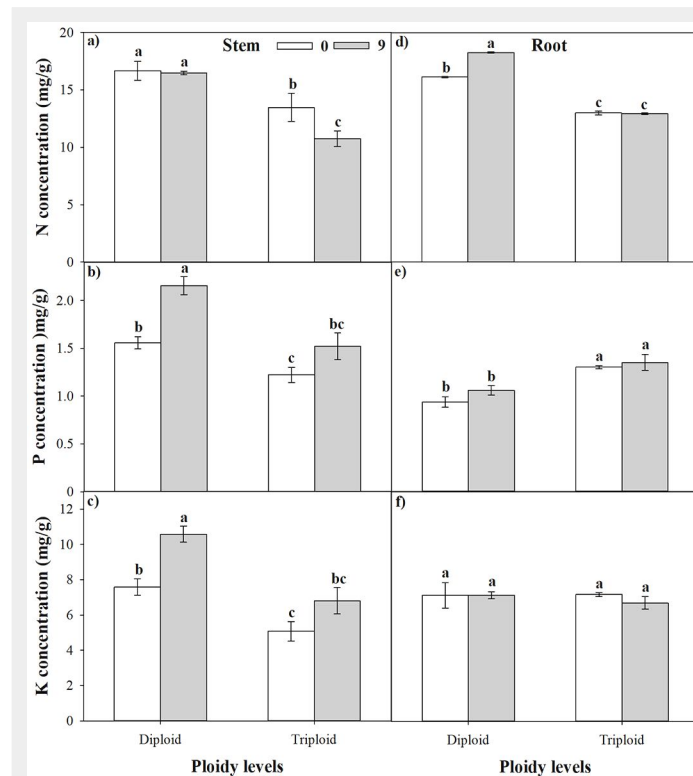 a) Stem 0 9
d) Root
N concentration (mg/g)
20
15
10
5
0
a a b c
b a c c
b)
e)
P concentration )mg/g)
2.0
1.5
1.0
0.5
0
b a c bc
b b a a
c)
f)
K concentration (mg/g)
12
10
8
6
4
2
0
b a c bc
a a a a
Diploid Triploid Diploid Triploid
Ploidy levels Ploidy levels